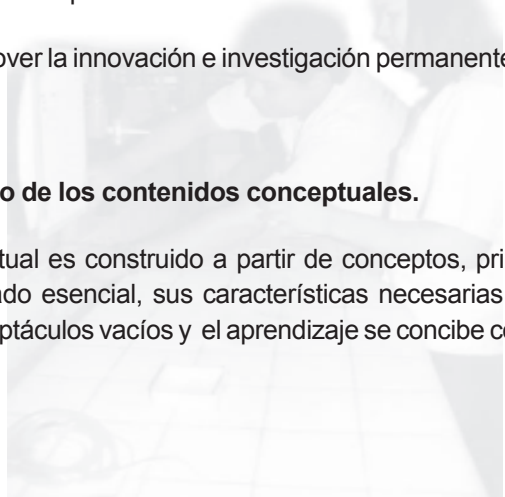 over la innovación e investigación permanente
o de los contenidos conceptuales.
tual es construido a partir de conceptos, pri
ado esencial, sus características necesarias
ptáculos vacíos y el aprendizaje se concibe c